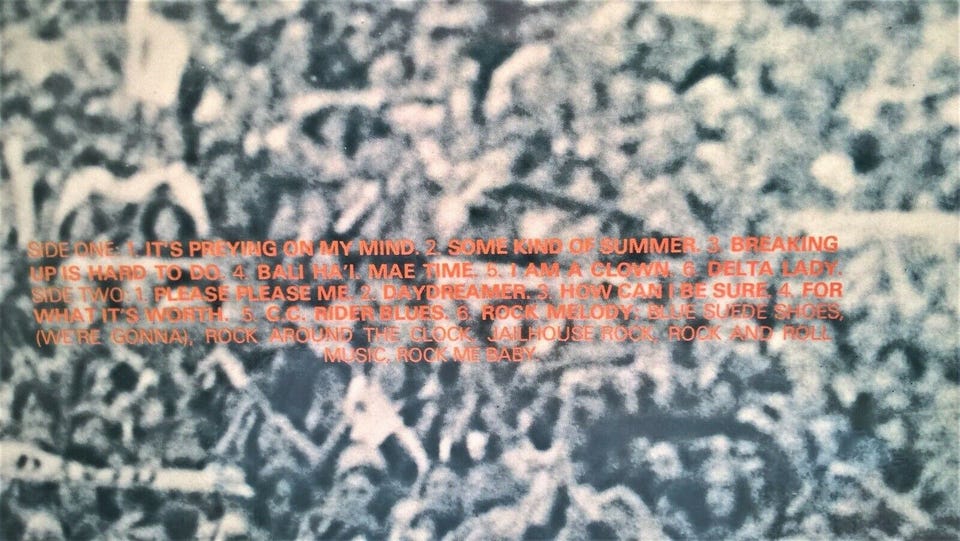 SIDE ONE: 1. IT'S PREYING ON MY MIND. 2. SOME KIND OF SUMMER. 3. BREAKING
UP IS HARD TO DO. 4. BALI HA'I. MAE TIME. 5. I AM A CLOWN. 6. DELTA LADY.
SIDE TWO. 1. PLEASE PLEASE ME. 2. DAYDREAMER. 3. HOW CAN I BE SURE. 4. FOR
WHAT IT'S WORTH. 5. C.C. RIDER BLUES. 6. ROCK MELODY: BLUE SUEDE SHOES,
(WE'RE GONNA), ROCK AROUND THE CLOCK, JAILHOUSE ROCK, ROCK AND ROLL
MUSIC, ROCK ME BABY.